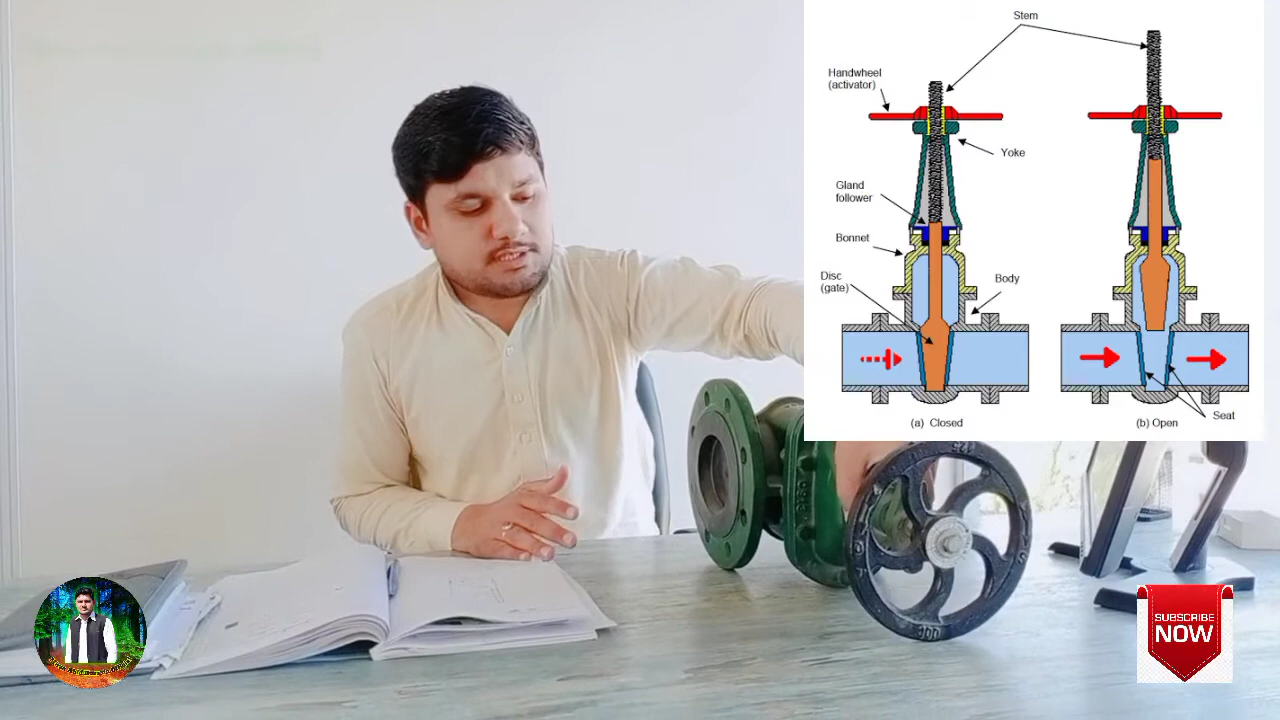 Stem
Handwheel
(activator)
Yoke
Gland
follower
Bonnet
Disc
(gate)
Body
Seat
(a) Closed
(b) Open
SUBSCRIBE
NOW